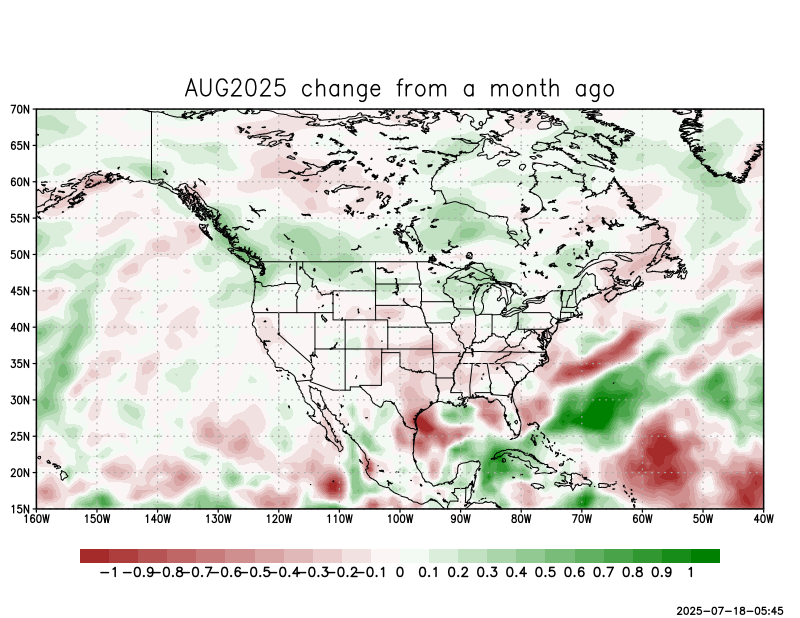 AUG2025 change from a month ago
70N
65N
60N
55N
50N
45N
40N
35N
30N
25N
20N
15N
160W 150W 140W 130W 120W 110W 100W 90W 80W 70W 60W 50W 40W
-1 -0.9 -0.8 -0.7 -0.6 -0.5 -0.4 -0.3 -0.2 -0.1 0 0.1 0.2 0.3 0.4 0.5 0.6 0.7 0.8 0.9 1
2025-07-18-05:45